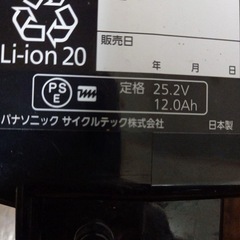 販売日
年 月 日
Li-ion 20
PS
E
定格 25.2V
12.0Ah
パナソニック サイクルテック株式会社 日本製